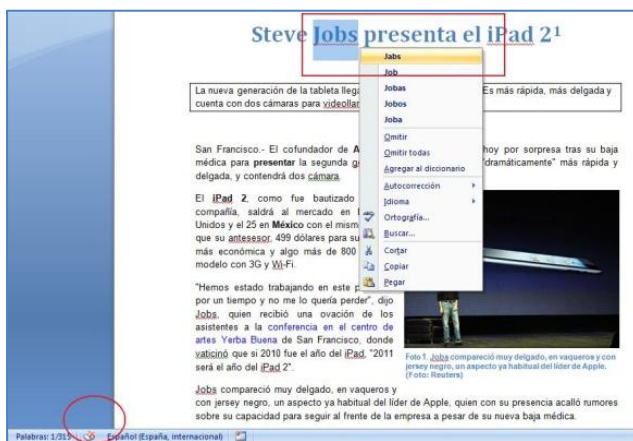 Steve Jobs presenta el iPad 2¹
Jabs
Job
Jobas
Jobos
Joba
Omitir
Omitir todas
Agregar al diccionario
Autocorrección
Idioma
Ortografía...
Buscar...
Cortar
Copiar
Pegar
La nueva generación de la tableta llega Es más rápida, más delgada y
cuenta con dos cámaras para videollam
San Francisco.- El cofundador de A hoy por sorpresa tras su baja
médica para presentar la segunda g "dramáticamente" más rápida y
delgada, y contendrá dos cámara.
El iPad 2, como fue bautizado
compañía, saldrá al mercado en
Unidos y el 25 en México con el mism
que su antesesor, 499 dólares para su
más económica y algo más de 800
modelo con 3G y Wi-Fi.
"Hemos estado trabajando en este p
por un tiempo y no me lo quería perder", dijo
Jobs, quien recibió una ovación de los
asistentes a la conferencia en el centro de
artes Yerba Buena de San Francisco, donde
vaticinó que si 2010 fue el año del iPad, "2011
será el año del iPad 2".
Foto 1. Jobs compareció muy delgado, en vaqueros y con
jersey negro, un aspecto ya habitual del líder de Apple.
(Foto: Reuters)
Jobs compareció muy delgado, en vaqueros y
con jersey negro, un aspecto ya habitual del líder de Apple, quien con su presencia acalló rumores
sobre su capacidad para seguir al frente de la empresa a pesar de su nueva baja médica.
Palabras: 1/315 Español (España, internacional)